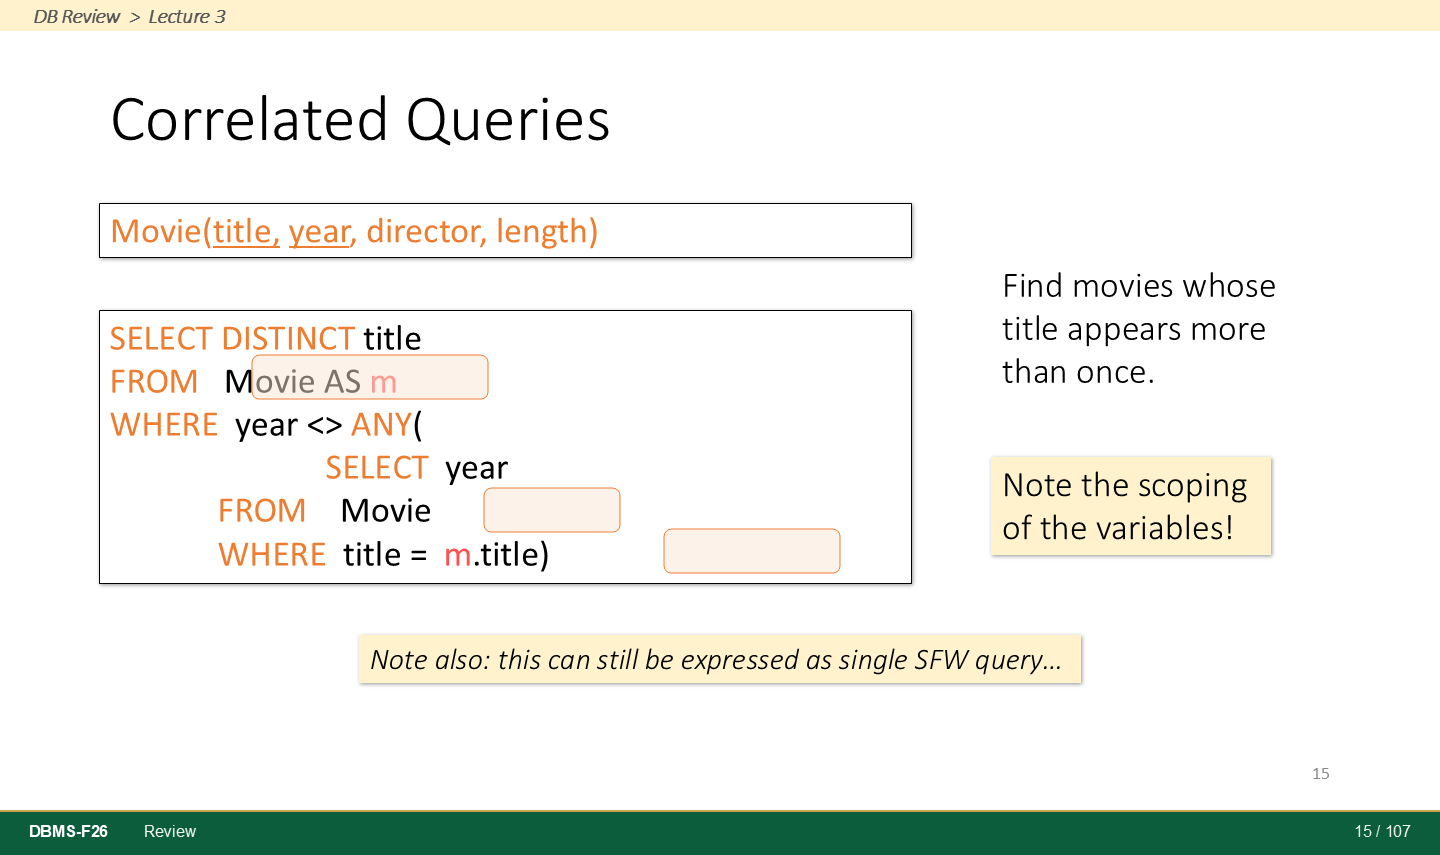 DB Review > Lecture 3
Correlated Queries
Movie(title, year, director, length)
SELECT DISTINCT title
FROM Movie AS m
WHERE year <> ANY(
SELECT year
FROM Movie
WHERE title = m.title)
Find movies whose
title appears more
than once.
Note the scoping
of the variables!
Note also: this can still be expressed as single SFW query…
15
DBMS-F26 Review 15 / 107